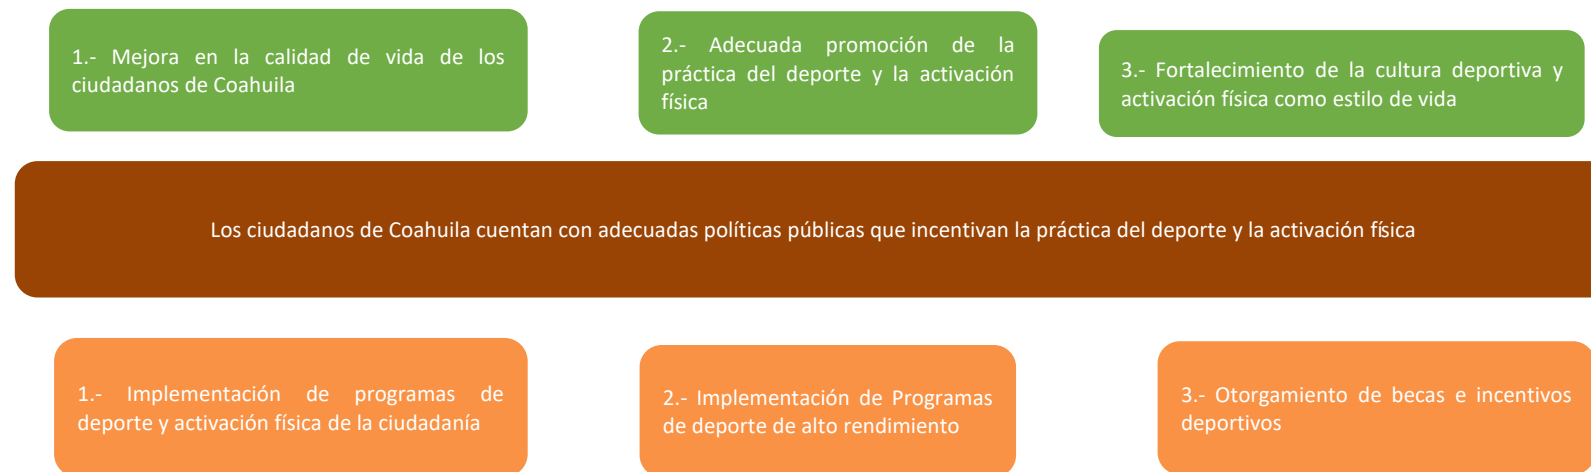 1.- Mejora en la calidad de vida de los
ciudadanos de Coahuila
2.- Adecuada promoción de la
práctica del deporte y la activación
física
3.- Fortalecimiento de la cultura deportiva y
activación física como estilo de vida
Los ciudadanos de Coahuila cuentan con adecuadas políticas públicas que incentivan la práctica del deporte y la activación física
1.- Implementación de programas de
deporte y activación física de la ciudadanía
2.- Implementación de Programas
de deporte de alto rendimiento
3.- Otorgamiento de becas e incentivos
deportivos